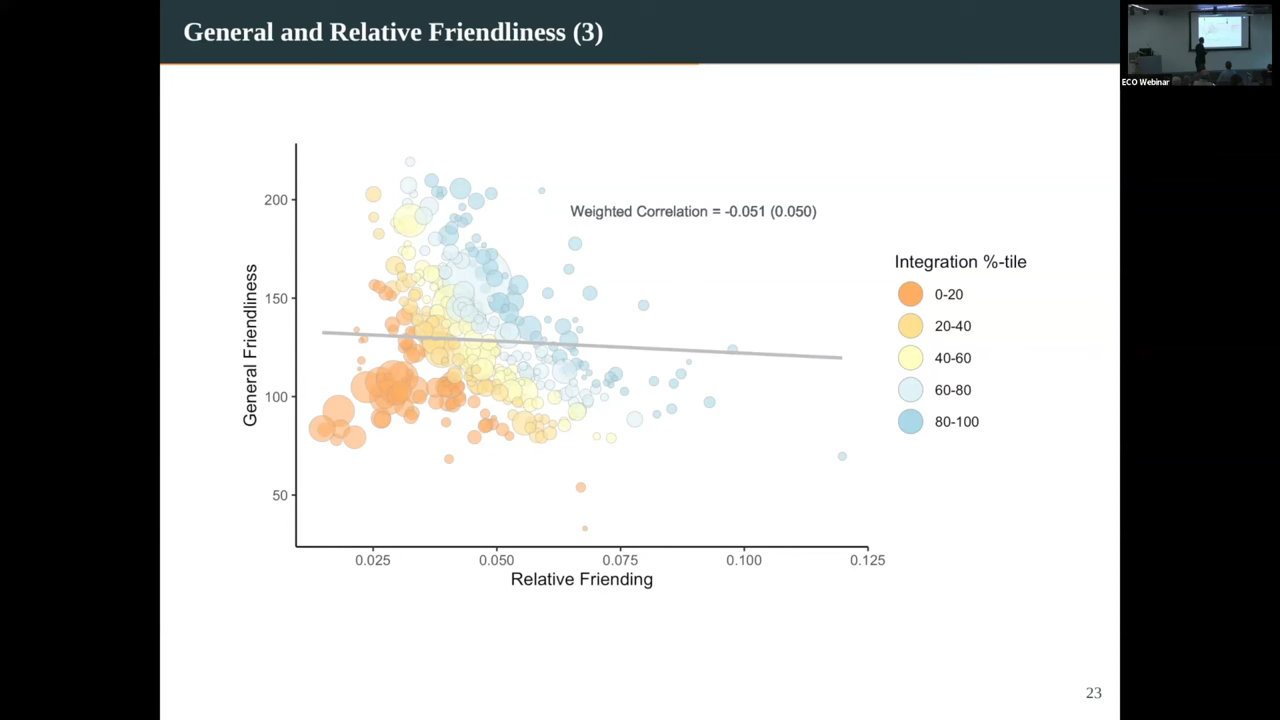 General and Relative Friendliness (3)
ECO Webinar
Weighted Correlation = -0.051 (0.050)
General Friendliness
200
150
100
50
0.025
0.050
0.075
0.100
0.125
Relative Friending
Integration %-tile
0-20
20-40
40-60
60-80
80-100
23